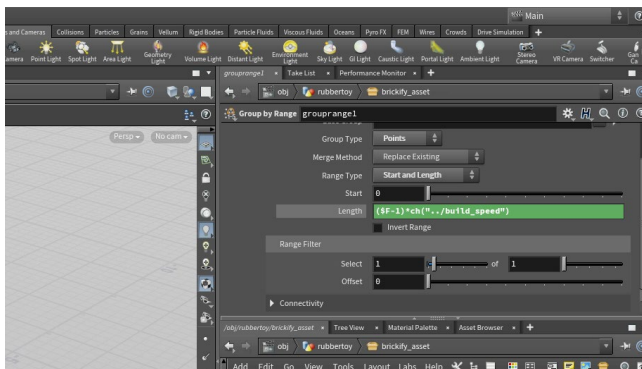 Main
s and Cameras Collisions Particles Grains Vellum Rigid Bodies Particle Fluids Viscous Fluids Oceans Pyro FX FEM Wires Crowds Drive Simulation +
amera Point Light Spot Light Area Light Geometry Light Volume Light Distant Light Environment Light Sky Light GI Light Caustic Light Portal Light Ambient Light Stereo Camera VR Camera Switcher Gan Ca
grouprange1 × Take List × Performance Monitor × +
obj rubbertoy brickify_asset
Group by Range grouprange1
Persp No cam
Group Type Points
Merge Method Replace Existing
Range Type Start and Length
Start 0
Length ($F-1)*ch("../build_speed")
Invert Range
Range Filter
Select 1 of 1
Offset 0
Connectivity
/obj/rubbertoy/brickify_asset × Tree View × Material Palette × Asset Browser × +
obj rubbertoy brickify_asset
Add Edit Go View Tools Layout Labs Help